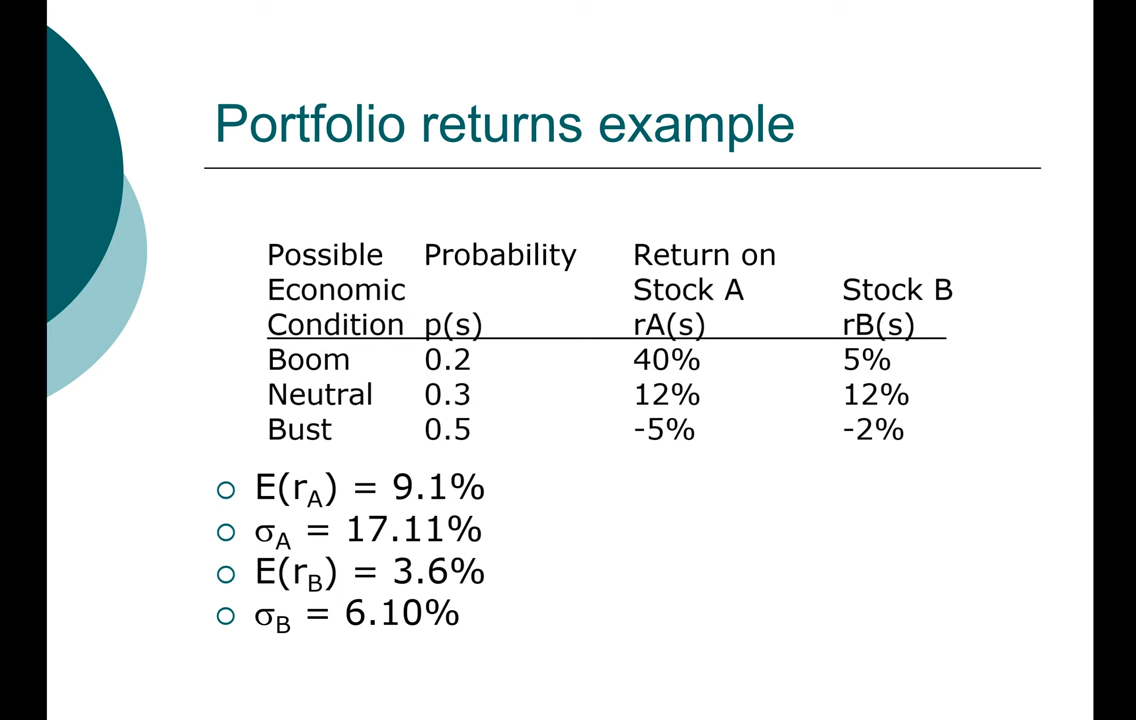 Portfolio returns example
Possible Probability Return on
Economic Stock A Stock B
Condition p(s) rA(s) rB(s)
Boom 0.2 40% 5%
Neutral 0.3 12% 12%
Bust 0.5 -5% -2%
E(rA) = 9.1%
σA = 17.11%
E(rB) = 3.6%
σB = 6.10%